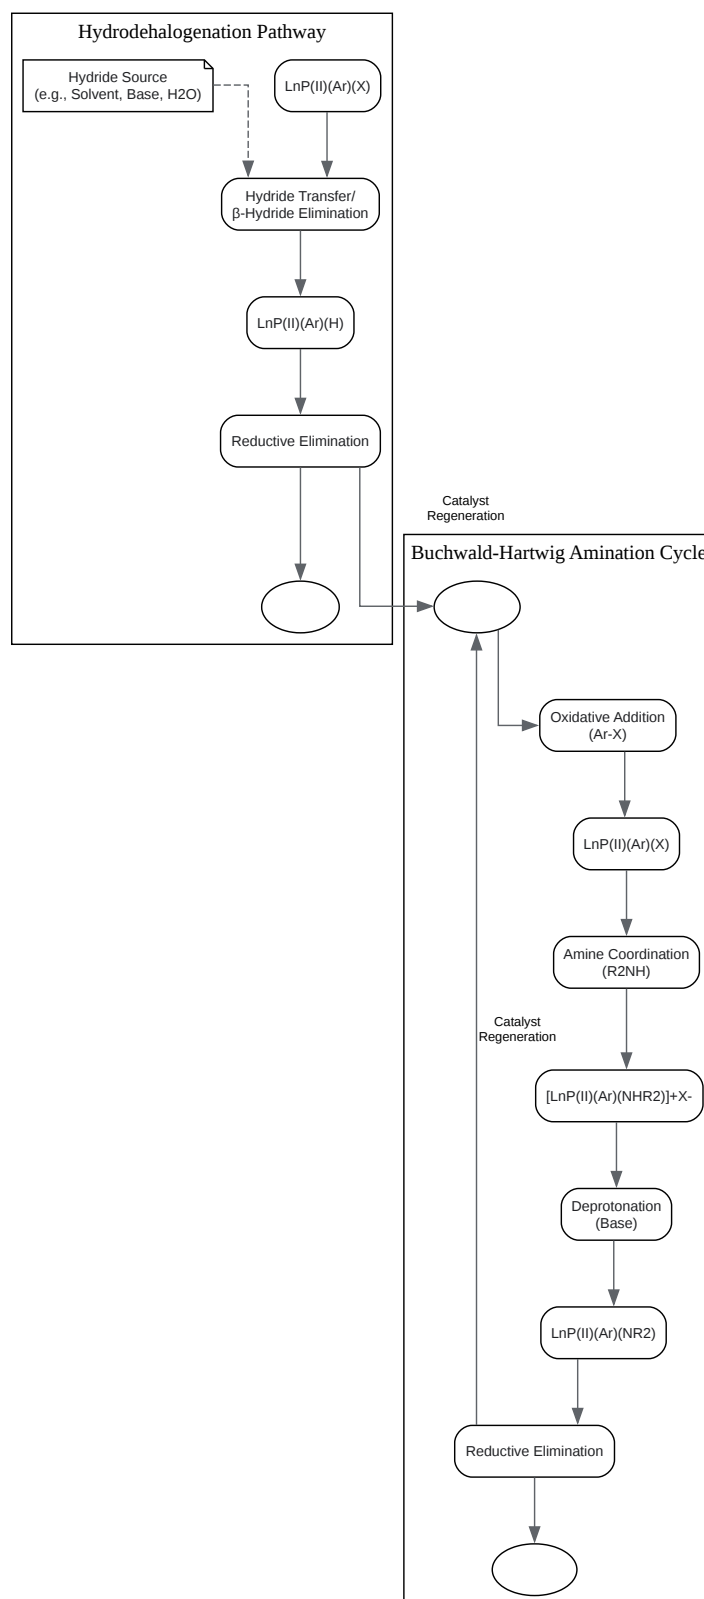 Hydrodehalogenation Pathway
Hydride Source
(e.g., Solvent, Base, H2O)
LnP(II)(Ar)(X)
Hydride Transfer/
β-Hydride Elimination
LnP(II)(Ar)(H)
Reductive Elimination
Catalyst
Regeneration
Buchwald-Hartwig Amination Cycle
Oxidative Addition
(Ar-X)
LnP(II)(Ar)(X)
Amine Coordination
(R2NH)
Catalyst
Regeneration
[LnP(II)(Ar)(NHR2)]+X-
Deprotonation
(Base)
LnP(II)(Ar)(NR2)
Reductive Elimination